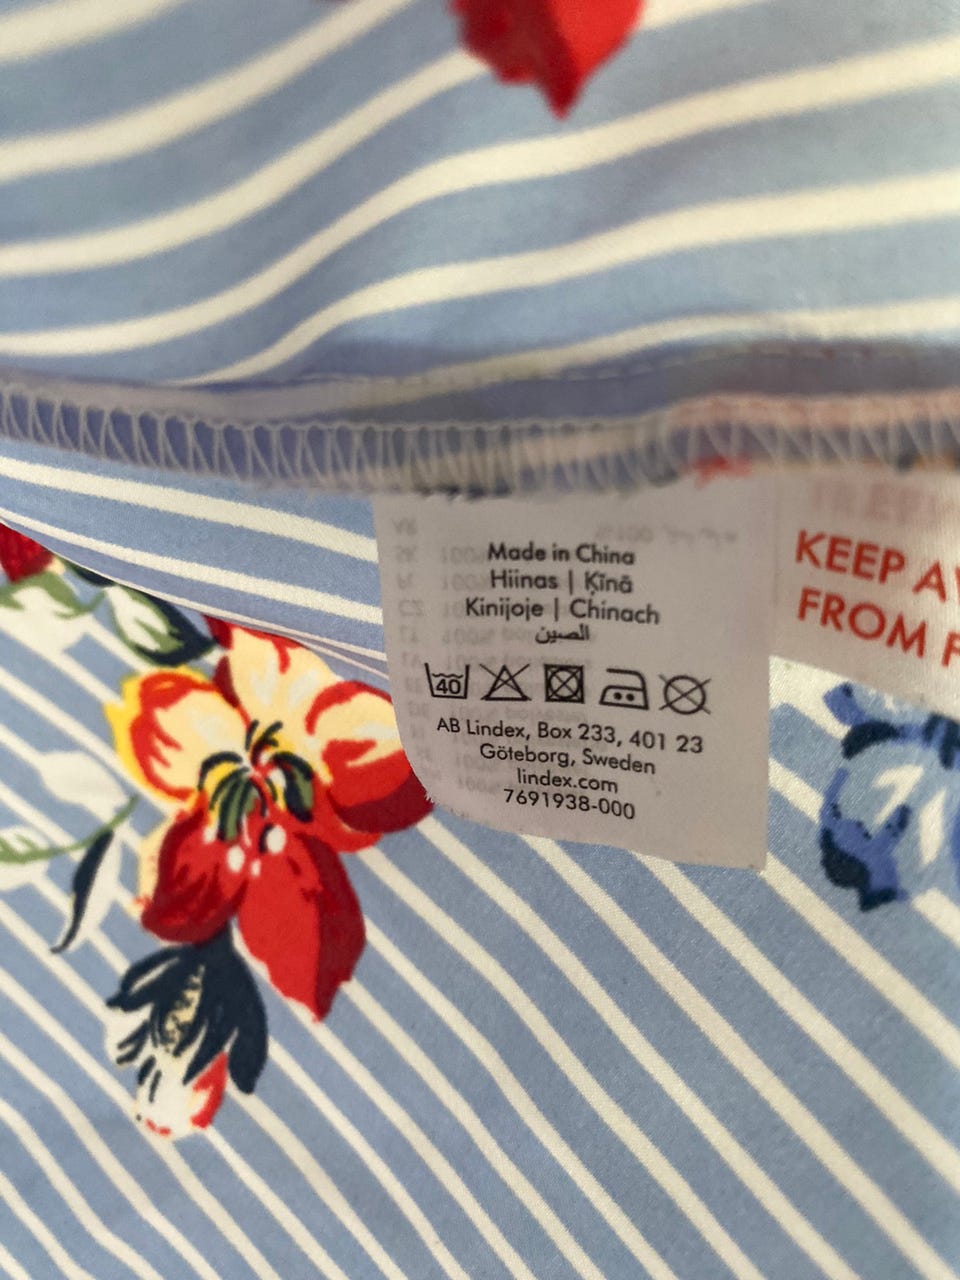 Made in China
Hiinas | Ķīnā
Kinijoje | Chinach
الصين
40
AB Lindex, Box 233, 401 23
Göteborg, Sweden
lindex.com
7691938-000
KEEP
FROM